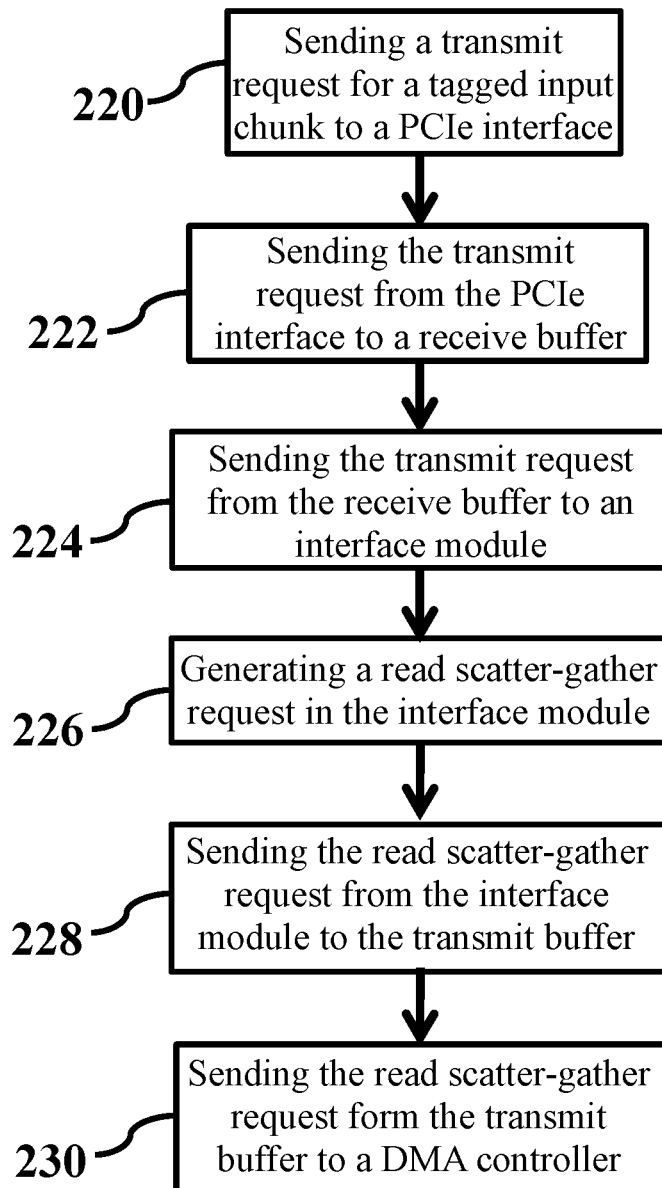 Sending a transmit
request for a tagged input
chunk to a PCIe interface
220
Sending the transmit
request from the PCIe
interface to a receive buffer
222
Sending the transmit request
from the receive buffer to an
interface module
224
Generating a read scatter-gather
request in the interface module
226
Sending the read scatter-gather
request from the interface
module to the transmit buffer
228
Sending the read scatter-gather
request form the transmit
buffer to a DMA controller
230